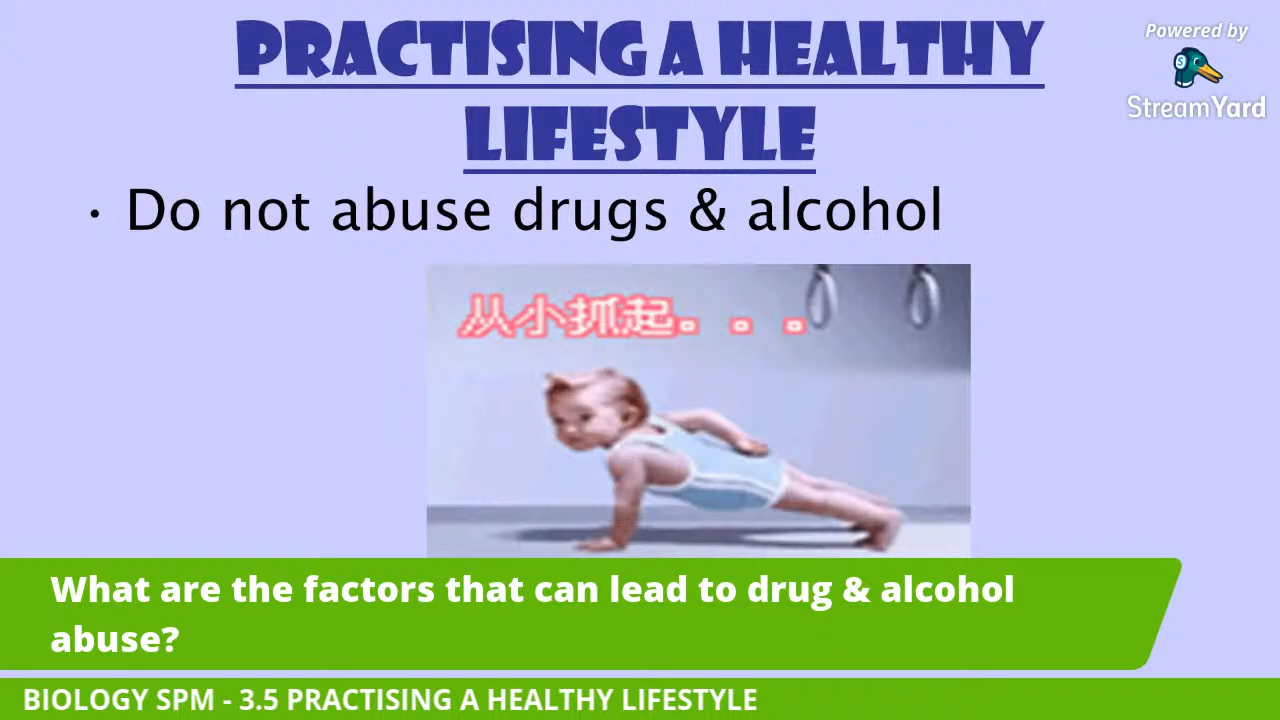 PRACTISING A HEALTHY
LIFESTYLE
Powered by
StreamYard
• Do not abuse drugs & alcohol
从小抓起。。。
What are the factors that can lead to drug & alcohol
abuse?
BIOLOGY SPM - 3.5 PRACTISING A HEALTHY LIFESTYLE